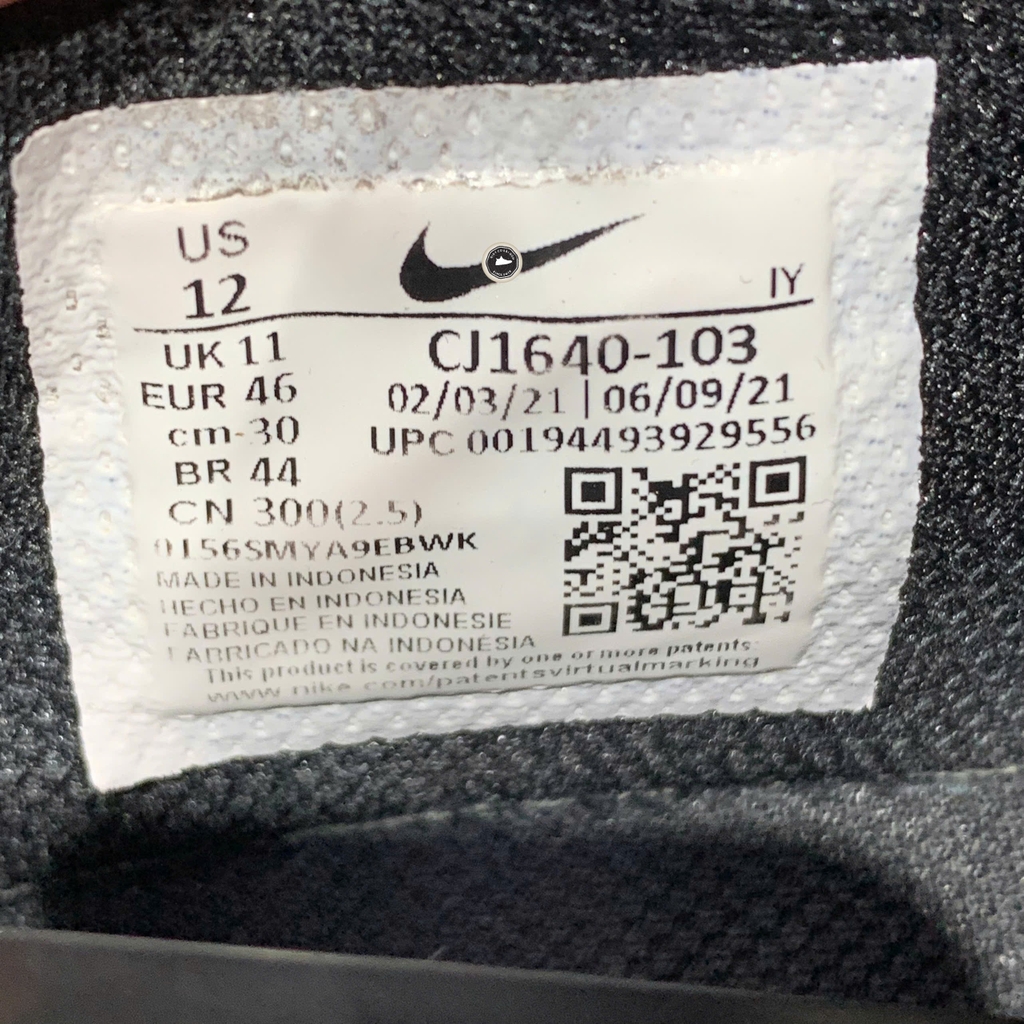 US
12
IY
UK 11
EUR 46
cm 30
BR 44
CN 300(2.5)
CJ1640-103
02/03/21 | 06/09/21
UPC 00194493929556
0156SMYA9EBWK
MADE IN INDONESIA
HECHO EN INDONESIA
FABRIQUE EN INDONESIE
FABRICADO NA INDONÉSIA
This product is covered by one or more patents:
www.nike.com/patentsvirtualmarking